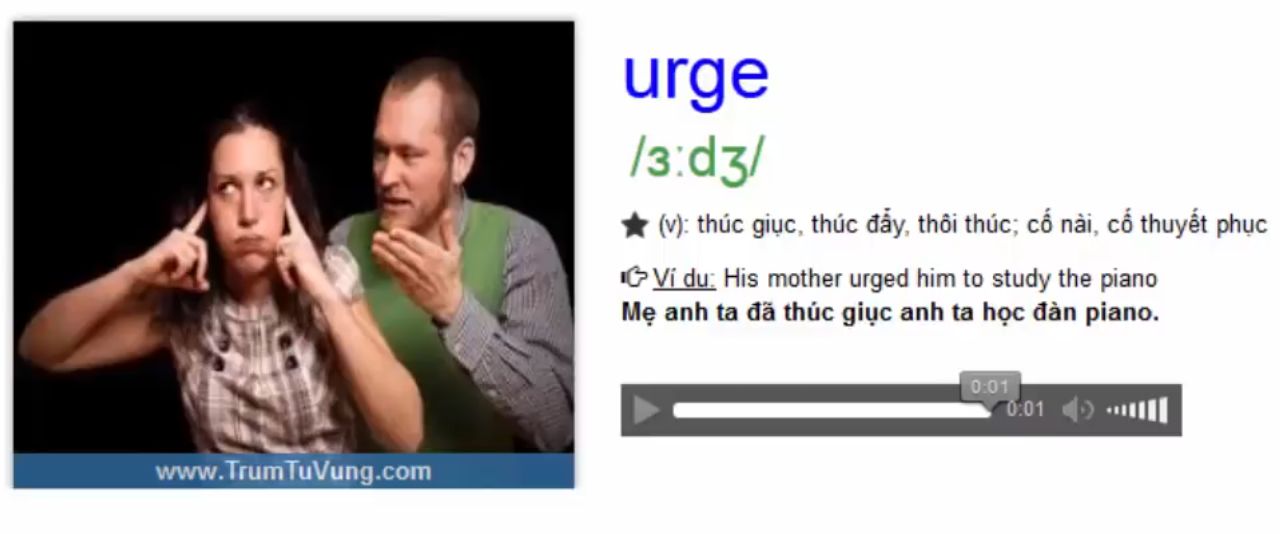 urge
/ɜːdʒ/
★ (v): thúc giục, thúc đẩy, thôi thúc; cố nài, cố thuyết phục
Ví dụ: His mother urged him to study the piano
Mẹ anh ta đã thúc giục anh ta học đàn piano.
0:01
0:01
www.TrumTuVung.com